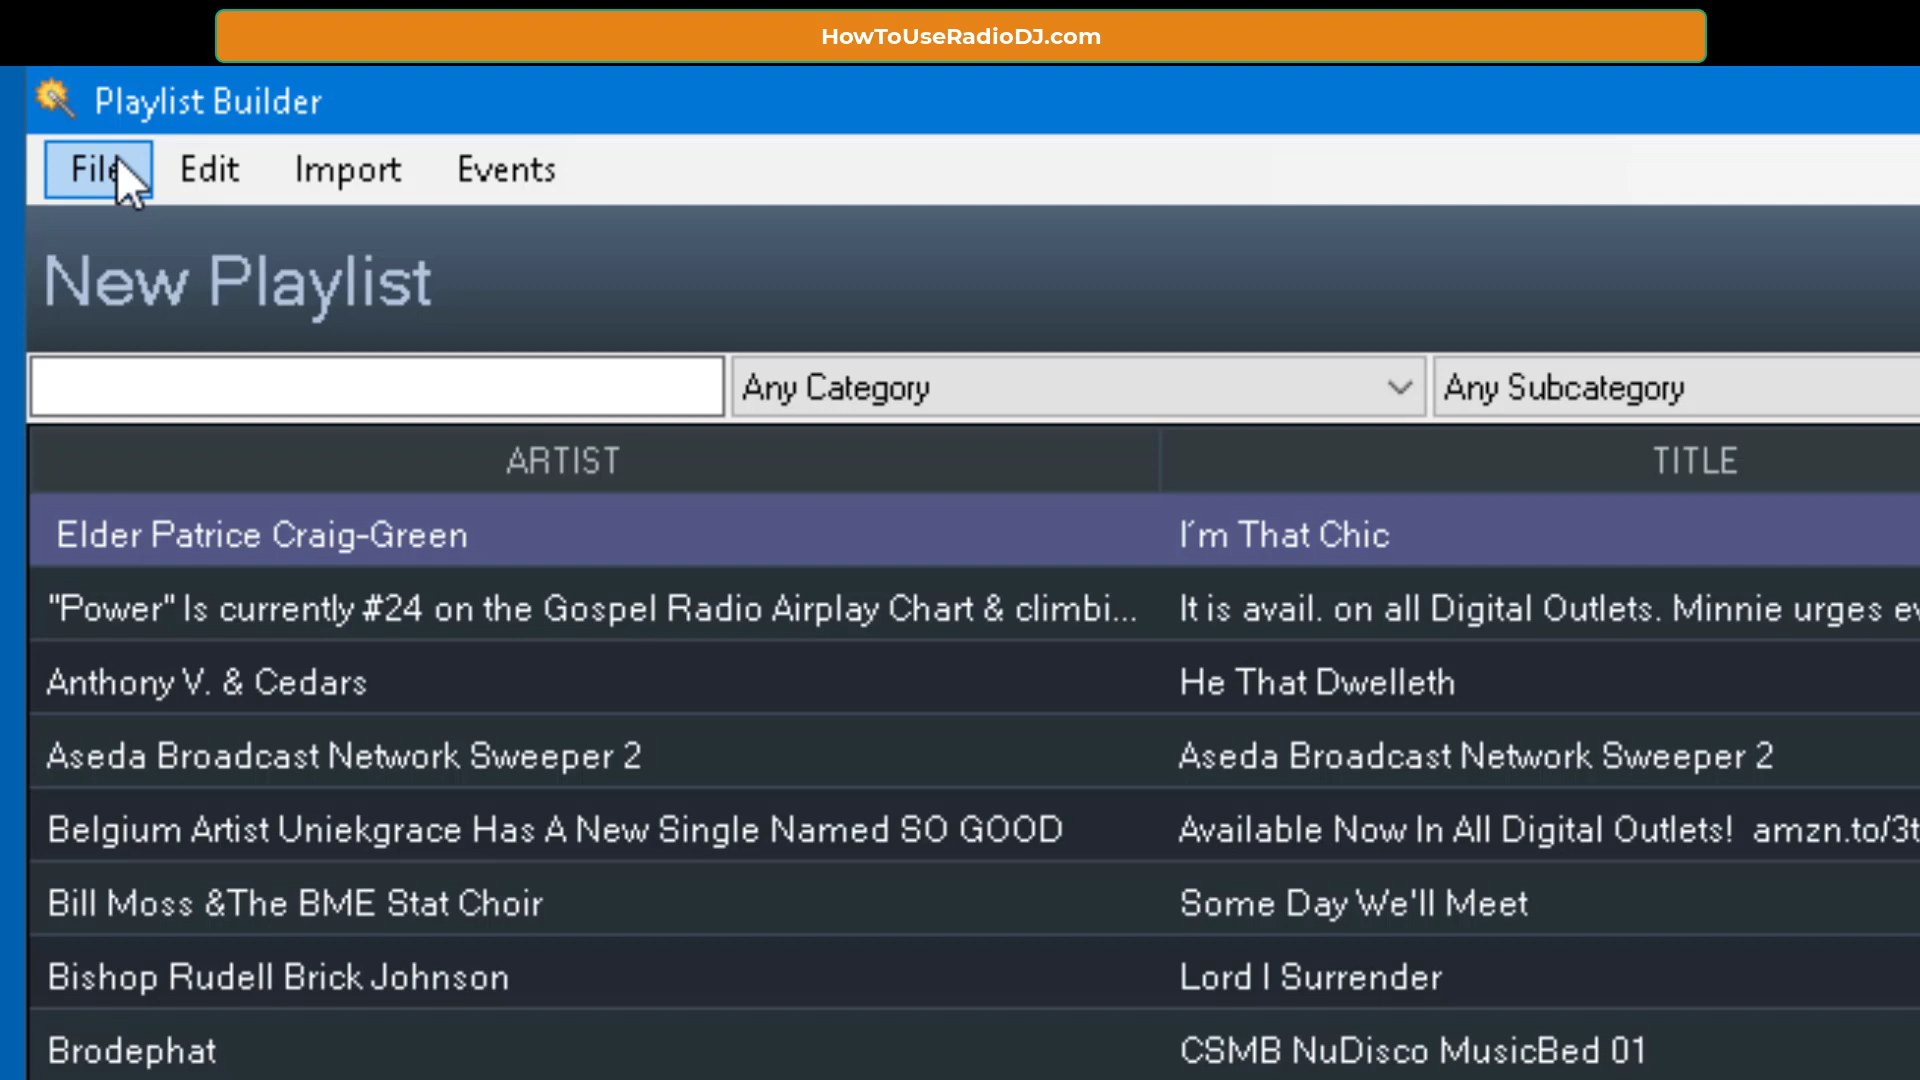 HowToUseRadioDJ.com
Playlist Builder
File Edit Import Events
New Playlist
Any Category Any Subcategory
ARTIST TITLE
Elder Patrice Craig-Green I´m That Chic
"Power" Is currently #24 on the Gospel Radio Airplay Chart & climbi... It is avail. on all Digital Outlets. Minnie urges
Anthony V. & Cedars He That Dwelleth
Aseda Broadcast Network Sweeper 2 Aseda Broadcast Network Sweeper 2
Belgium Artist Uniekgrace Has A New Single Named SO GOOD Available Now In All Digital Outlets! amzn.to/3t
Bill Moss &The BME Stat Choir Some Day We'll Meet
Bishop Rudell Brick Johnson Lord I Surrender
Brodephat CSMB NuDisco MusicBed 01